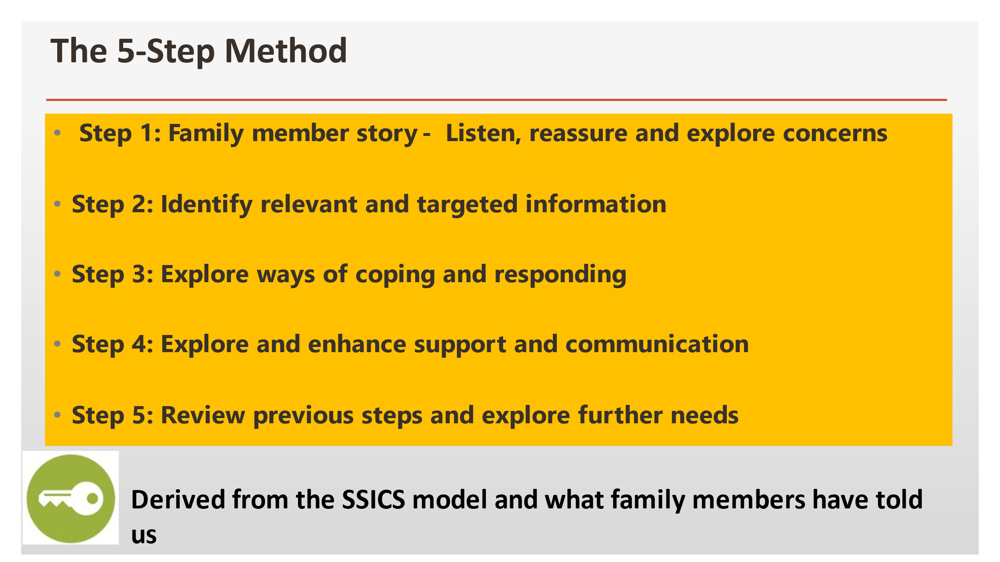 The 5-Step Method
• Step 1: Family member story - Listen, reassure and explore concerns
• Step 2: Identify relevant and targeted information
• Step 3: Explore ways of coping and responding
• Step 4: Explore and enhance support and communication
• Step 5: Review previous steps and explore further needs
Derived from the SSICS model and what family members have told
us